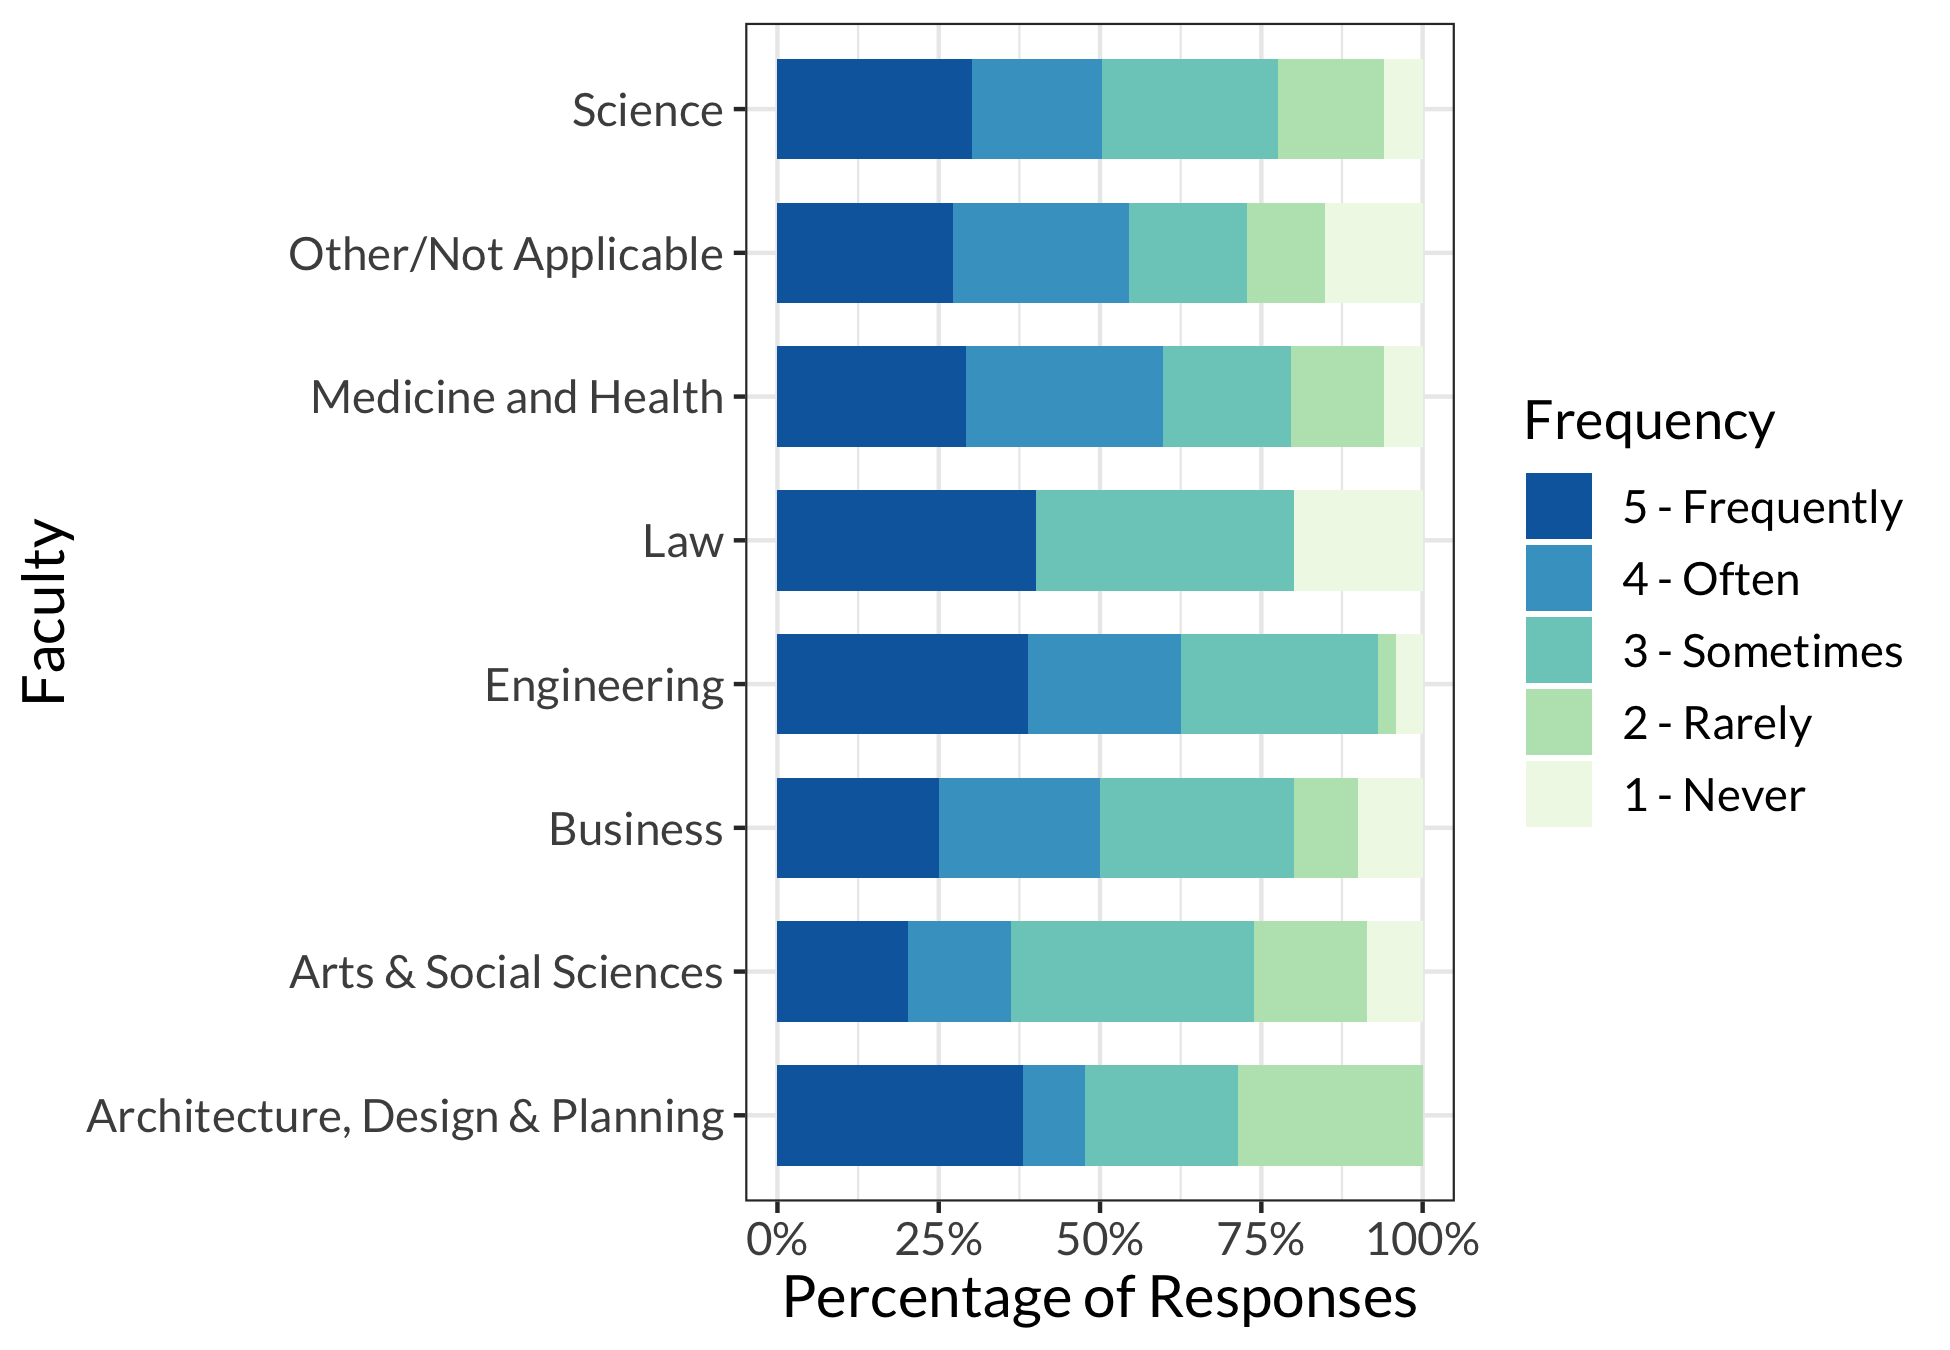 Science
Other/Not Applicable
Medicine and Health
Law
Engineering
Business
Arts & Social Sciences
Architecture, Design & Planning
Faculty
0% 25% 50% 75% 100%
Percentage of Responses
Frequency
5 - Frequently
4 - Often
3 - Sometimes
2 - Rarely
1 - Never